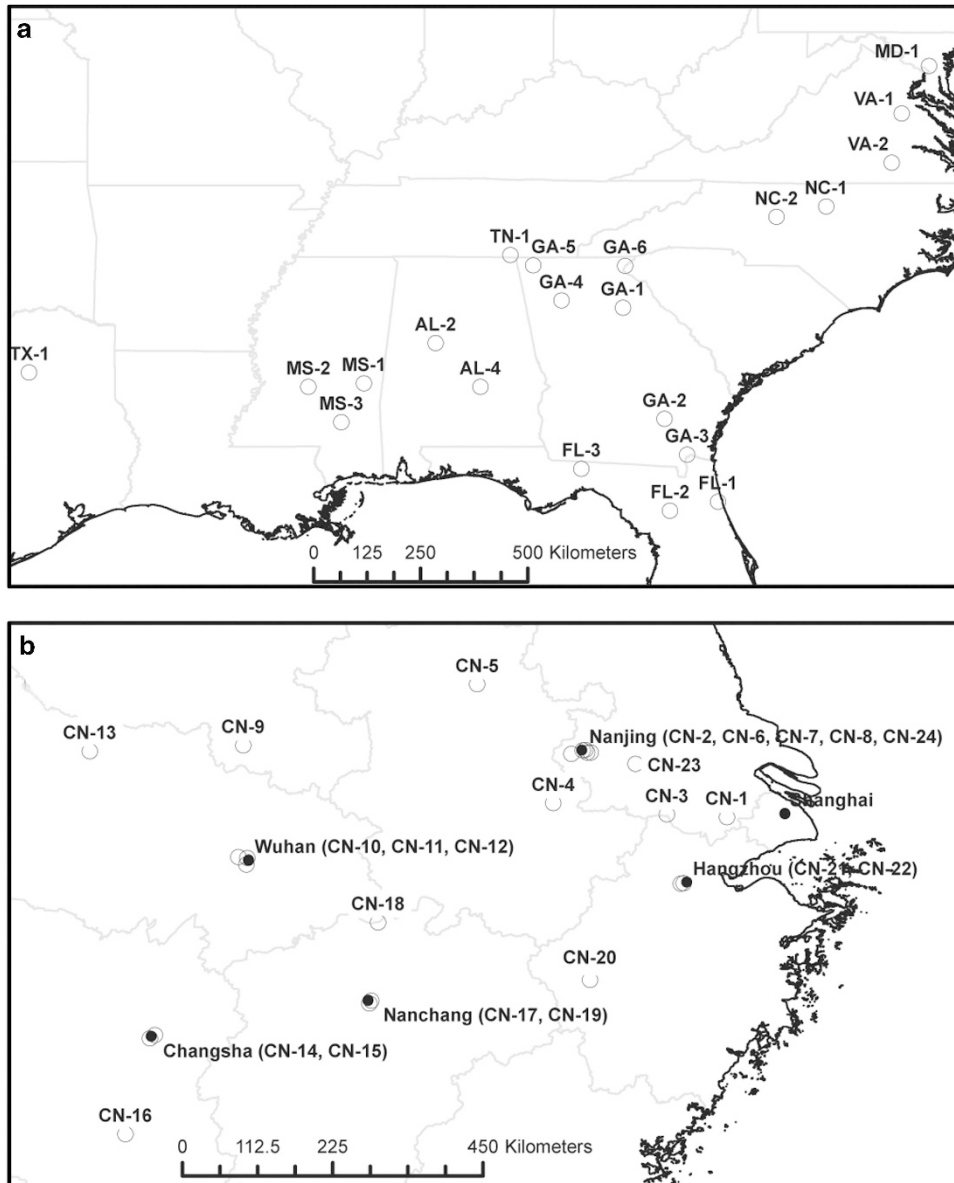 a
MD-1
VA-1
VA-2
NC-2 NC-1
TN-1 GA-5 GA-6
GA-4 GA-1
AL-2
TX-1 MS-2 MS-1 AL-4
MS-3
GA-2
GA-3
FL-3
FL-2 FL-1
0 125 250 500 Kilometers
b
CN-5
CN-13 CN-9
Nanjing (CN-2, CN-6, CN-7, CN-8, CN-24)
CN-23
CN-4
CN-3 CN-1 Shanghai
Wuhan (CN-10, CN-11, CN-12)
Hangzhou (CN-21, CN-22)
CN-18
CN-20
Nanchang (CN-17, CN-19)
Changsha (CN-14, CN-15)
CN-16
0 112.5 225 450 Kilometers